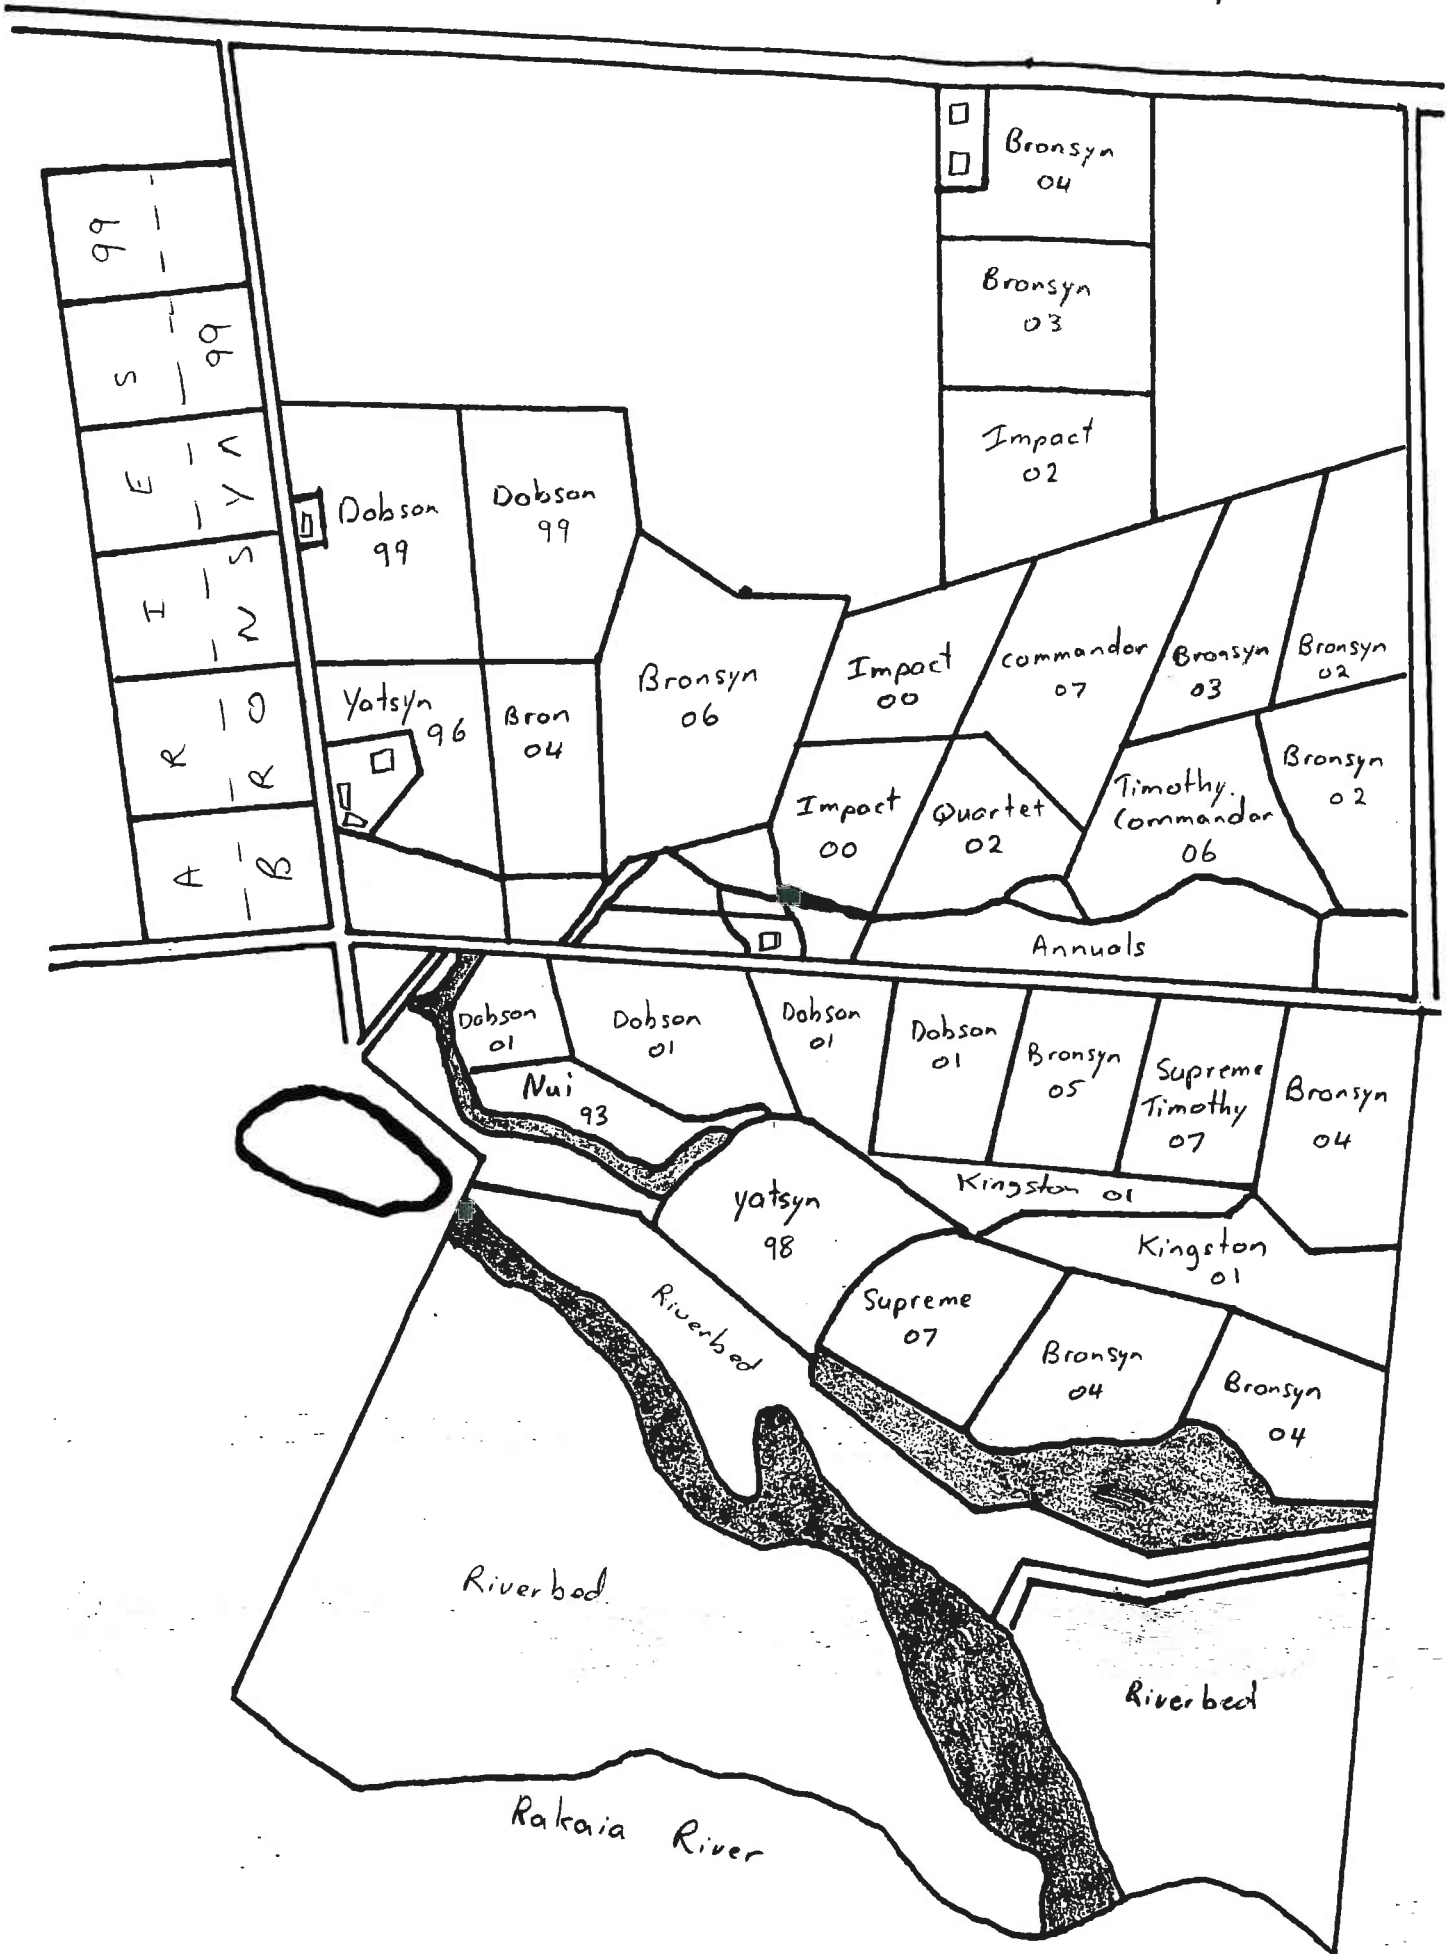 Bronsyn
04
Bronsyn
03
Impact
02
ARIES 99
BRONSYN 99
Dobson
99
Dobson
99
Yatsyn
96
Bron
04
Bronsyn
06
Impact
00
Commandor
07
Bronsyn
03
Bronsyn
02
Impact
00
Quartet
02
Timothy.
Commandor
06
Bronsyn
02
Annuals
Dobson
01
Dobson
01
Dobson
01
Dobson
01
Bronsyn
05
Supreme
Timothy
07
Bronsyn
04
Nui
93
Kingston 01
Yatsyn
98
Kingston
01
Supreme
07
Bronsyn
04
Bronsyn
04
Riverbed
Riverbed.
Riverbed
Rakaia River